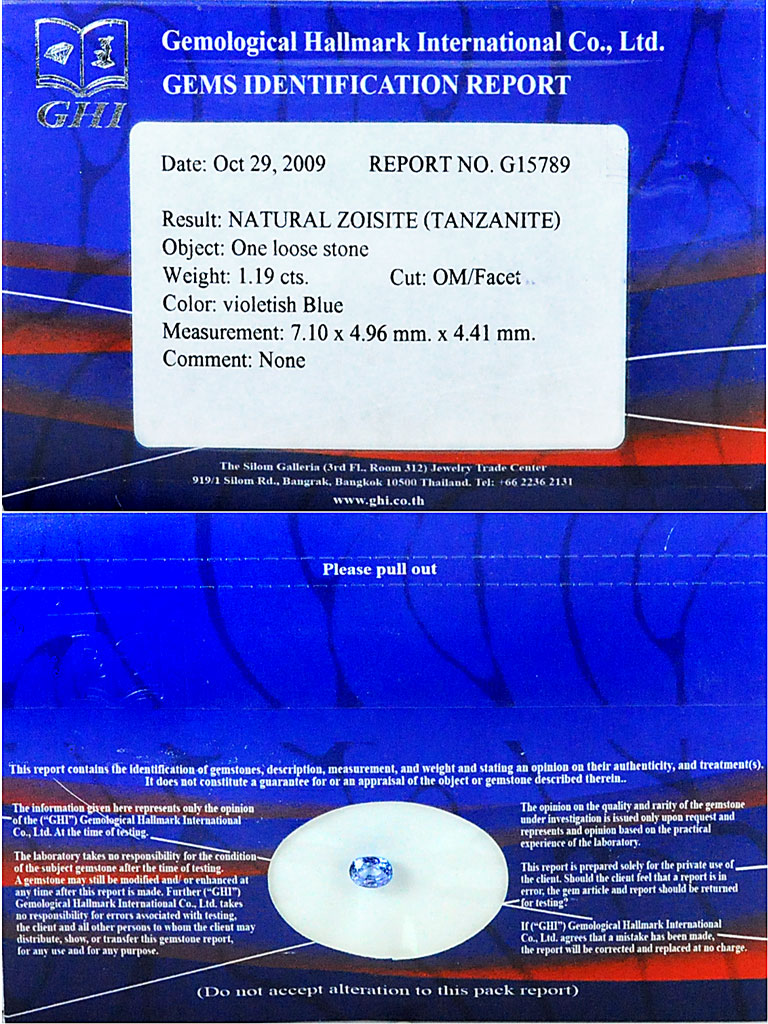 Gemological Hallmark International Co., Ltd.
GEMS IDENTIFICATION REPORT
GHI
Date: Oct 29, 2009 REPORT NO. G15789
Result: NATURAL ZOISITE (TANZANITE)
Object: One loose stone
Weight: 1.19 cts. Cut: OM/Facet
Color: violetish Blue
Measurement: 7.10 x 4.96 mm. x 4.41 mm.
Comment: None
The Silom Galleria (3rd Fl., Room 312) Jewelry Trade Center
919/1 Silom Rd., Bangrak, Bangkok 10500 Thailand. Tel: +66 2236 2131
www.ghi.co.th
Please pull out
This report contains the identification of gemstones, description, measurement, and weight and stating an opinion on their authenticity, and treatment(s).
It does not constitute a guarantee for or an appraisal of the object or gemstone described therein..
The information given here represents only the opinion
of the ("GHI") Gemological Hallmark International
Co., Ltd. At the time of testing.
The laboratory takes no responsibility for the condition
of the subject gemstone after the time of testing.
A gemstone may still be modified and/ or enhanced at
any time after this report is made. Further ("GHI")
Gemological Hallmark International Co., Ltd. takes
no responsibility for errors associated with testing,
the client and all other persons to whom the client may
distribute, show, or transfer this gemstone report,
for any use and for any purpose.
The opinion on the quality and rarity of the gemstone
under investigation is issued only upon request and
represents and opinion based on the practical
experience of the laboratory.
This report is prepared solely for the private use of
the client. Should the client feel that a report is in
error, the gem article and report should be returned
for testing?
If ("GHI") Gemological Hallmark International
Co., Ltd. agrees that a mistake has been made,
the report will be corrected and replaced at no charge.
(Do not accept alteration to this pack report)